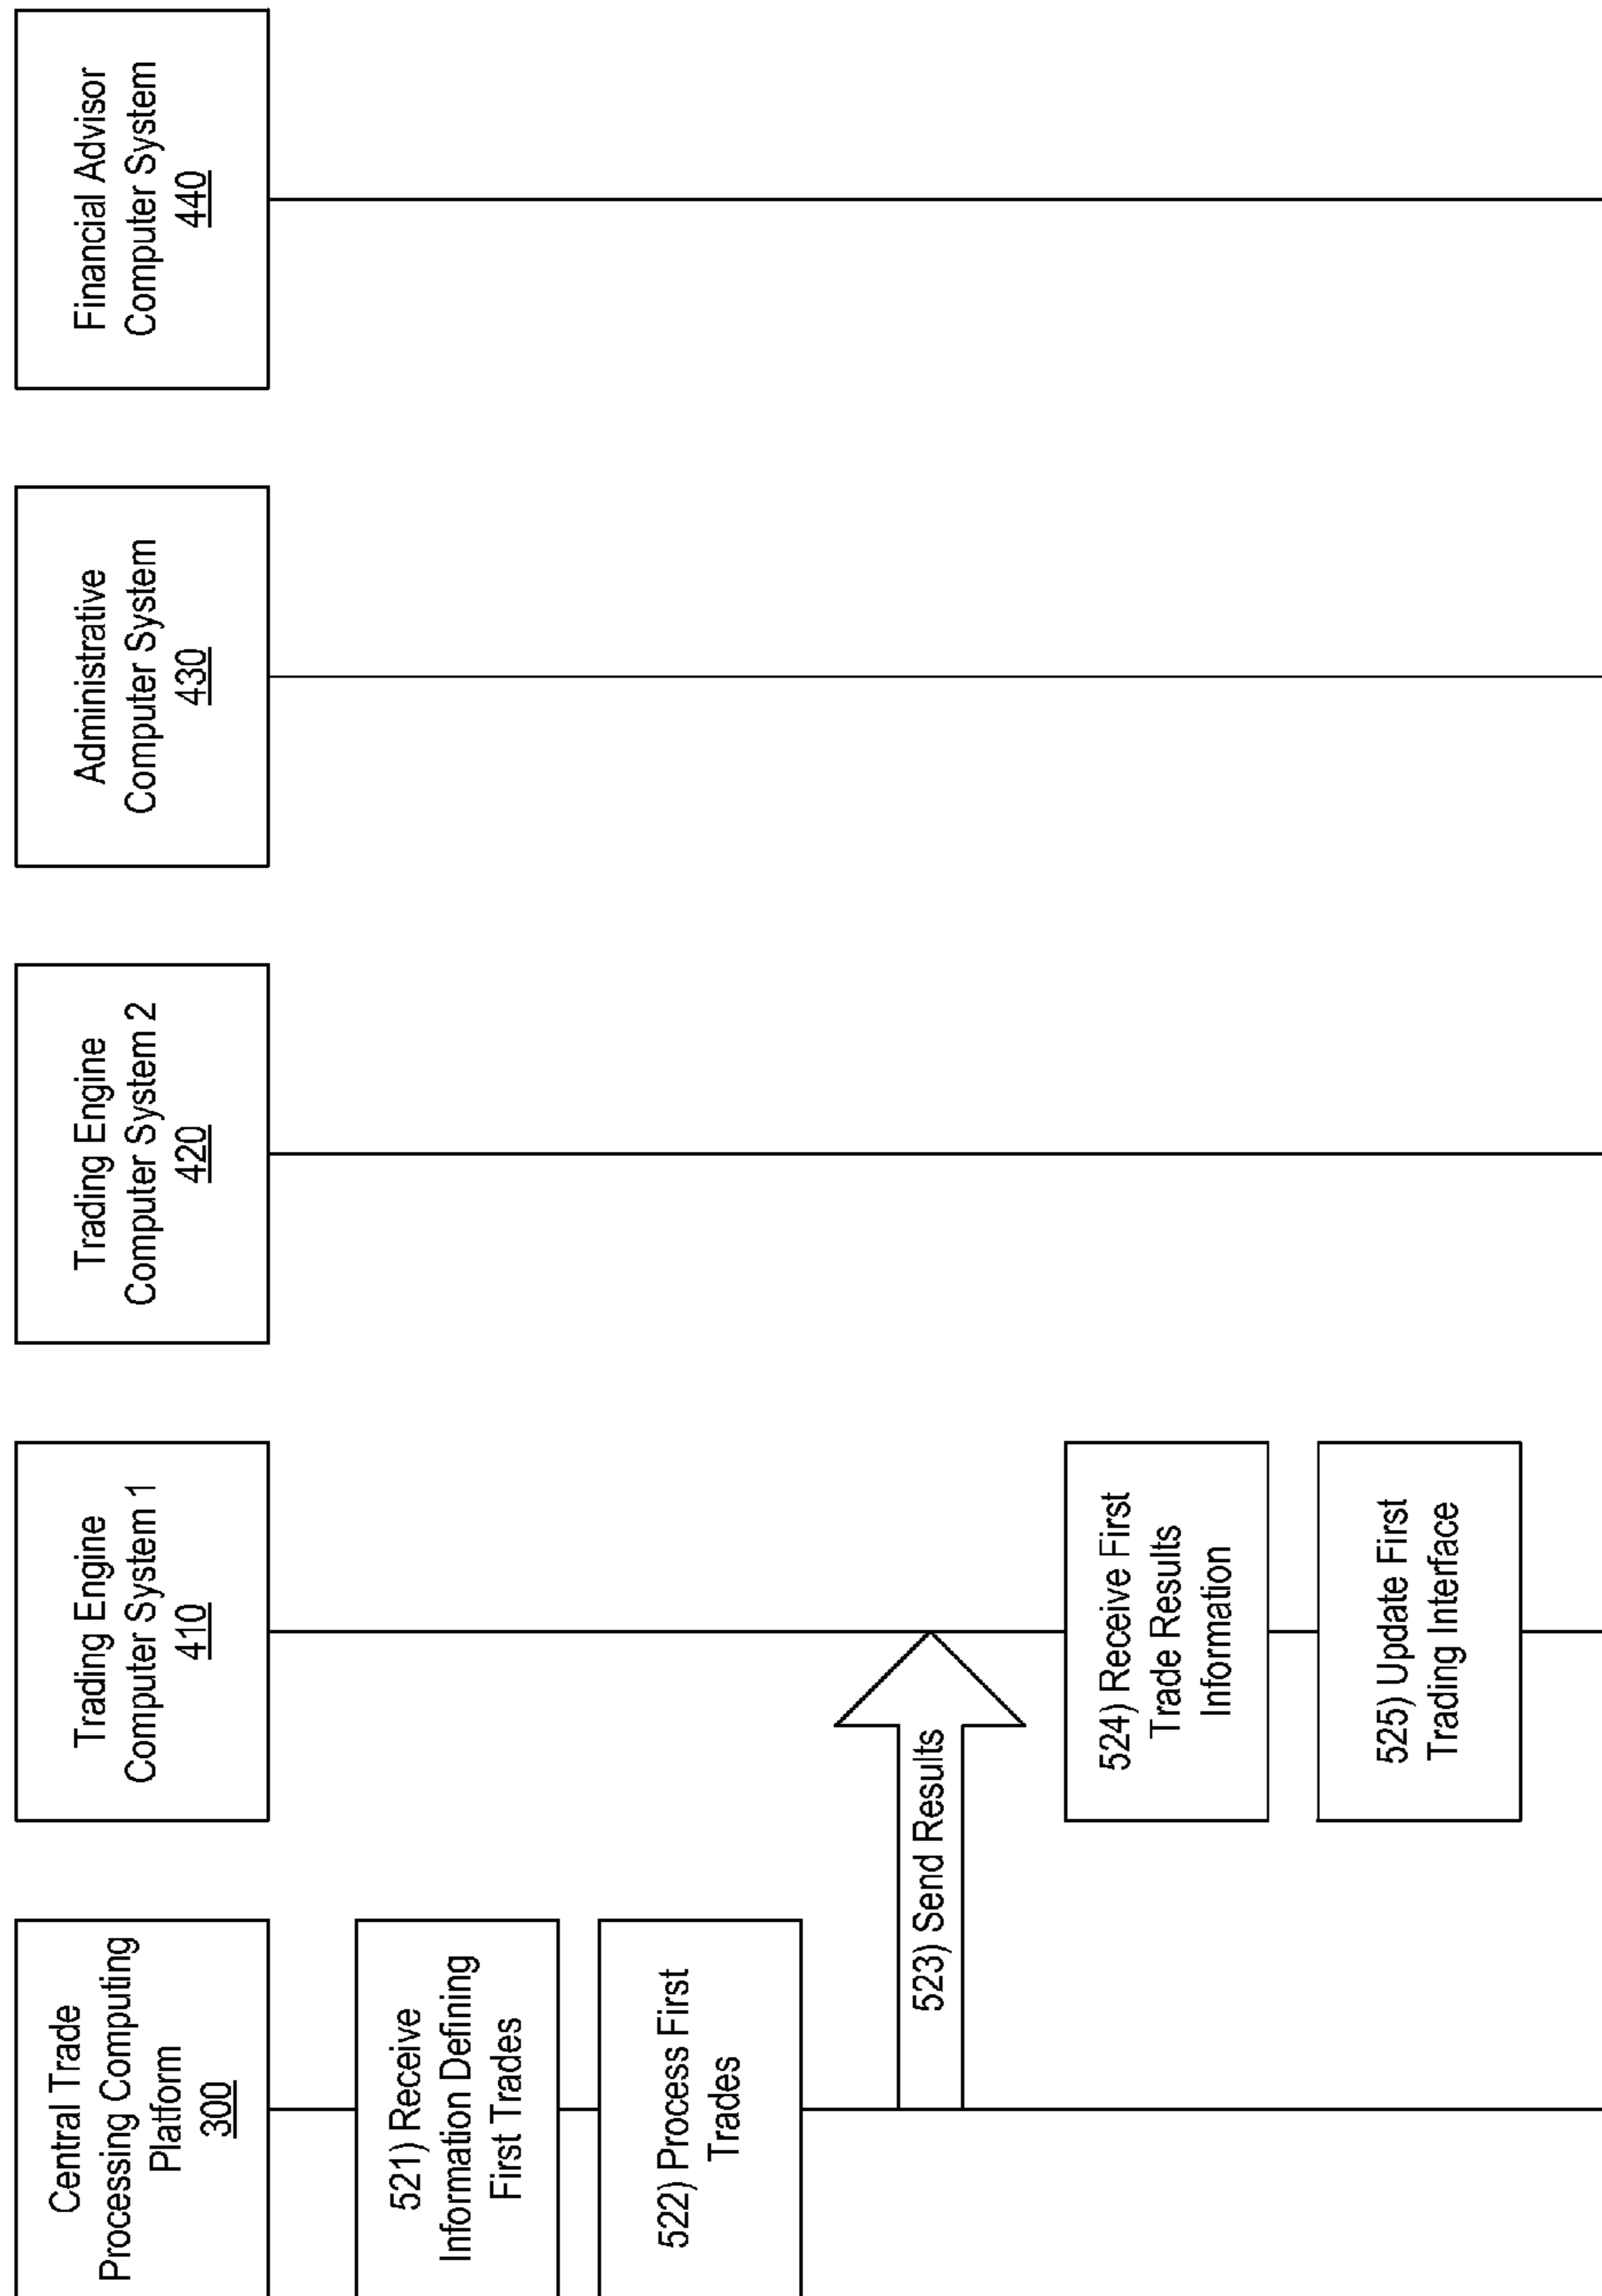 Central Trade
Processing Computing
Platform
300
Trading Engine
Computer System 1
410
Trading Engine
Computer System 2
420
Administrative
Computer System
430
Financial Advisor
Computer System
440
521) Receive
Information Defining
First Trades
522) Process First
Trades
523) Send Results
524) Receive First
Trade Results
Information
525) Update First
Trading Interface